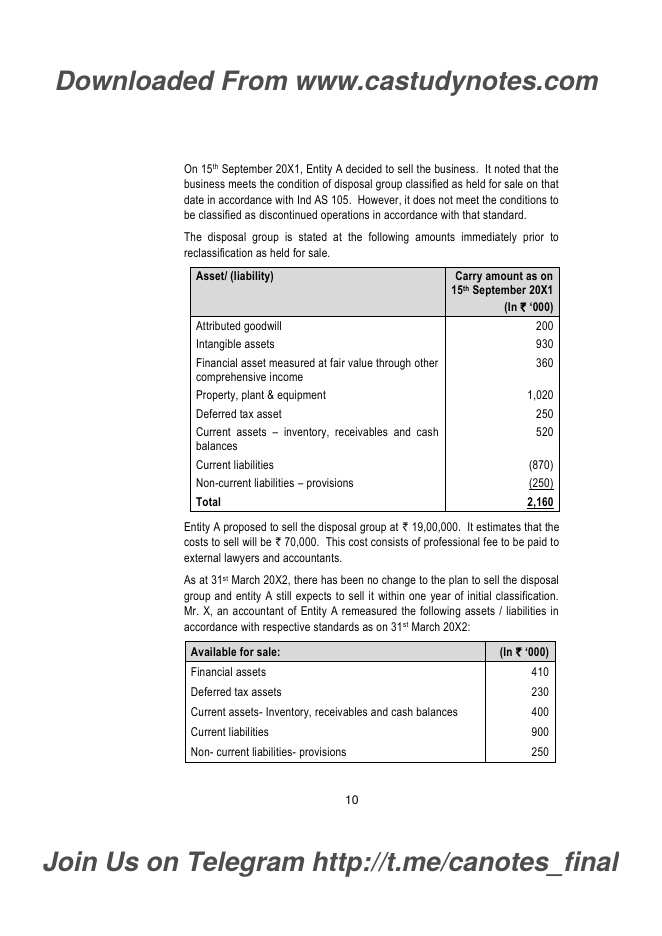 Downloaded From www.castudynotes.com
On 15th September 20X1, Entity A decided to sell the business. It noted that the
business meets the condition of disposal group classified as held for sale on that
date in accordance with Ind AS 105. However, it does not meet the conditions to
be classified as discontinued operations in accordance with that standard.
The disposal group is stated at the following amounts immediately prior to
reclassification as held for sale.
Asset/ (liability) Carry amount as on
15th September 20X1
(In ₹ ‘000)
Attributed goodwill 200
Intangible assets 930
Financial asset measured at fair value through other 360
comprehensive income
Property, plant & equipment 1,020
Deferred tax asset 250
Current assets – inventory, receivables and cash 520
balances
Current liabilities (870)
Non-current liabilities – provisions (250)
Total 2,160
Entity A proposed to sell the disposal group at ₹ 19,00,000. It estimates that the
costs to sell will be ₹ 70,000. This cost consists of professional fee to be paid to
external lawyers and accountants.
As at 31st March 20X2, there has been no change to the plan to sell the disposal
group and entity A still expects to sell it within one year of initial classification.
Mr. X, an accountant of Entity A remeasured the following assets / liabilities in
accordance with respective standards as on 31st March 20X2:
Available for sale: (In ₹ ‘000)
Financial assets 410
Deferred tax assets 230
Current assets- Inventory, receivables and cash balances 400
Current liabilities 900
Non- current liabilities- provisions 250
10
Join Us on Telegram http://t.me/canotes_final